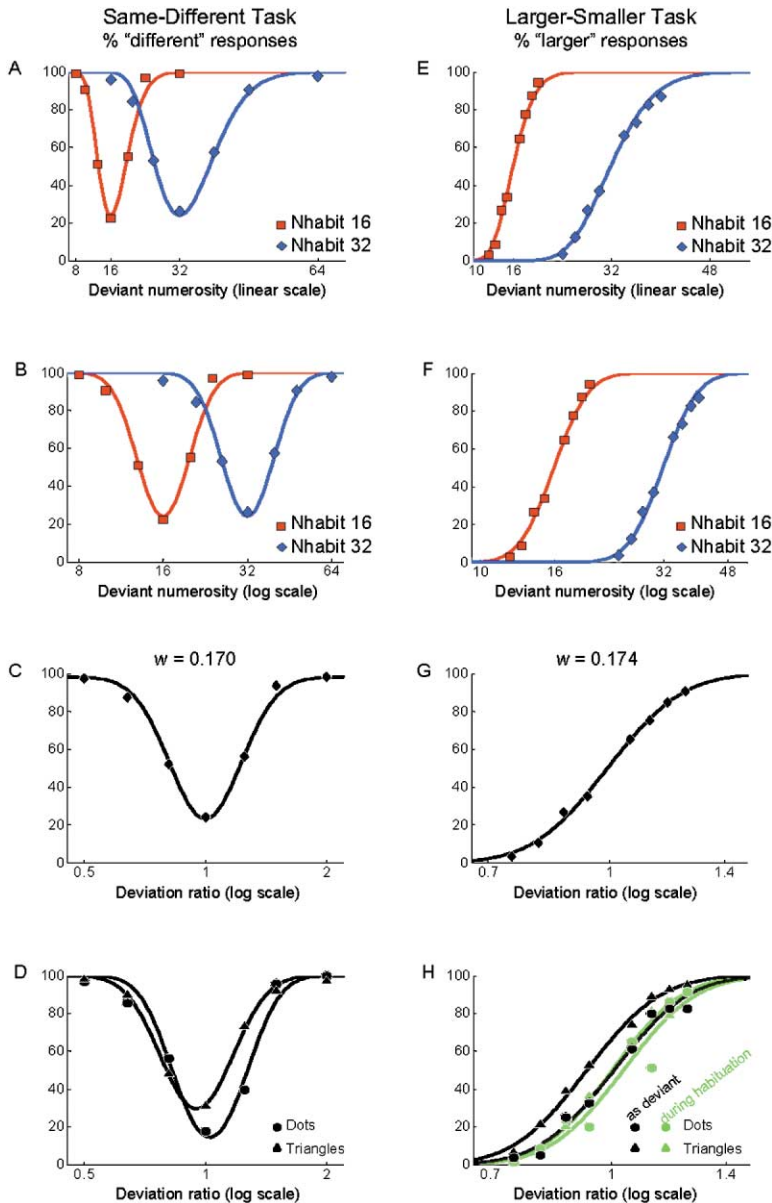 Same-Different Task
% "different" responses
Larger-Smaller Task
% "larger" responses
A
100
80
60
40
20
0
8
16
32
64
Nhabit 16
Nhabit 32
Deviant numerosity (linear scale)
E
100
80
60
40
20
0
10
16
32
48
Nhabit 16
Nhabit 32
Deviant numerosity (linear scale)
B
100
80
60
40
20
0
8
16
32
64
Nhabit 16
Nhabit 32
Deviant numerosity (log scale)
F
100
80
60
40
20
0
10
16
32
48
Nhabit 16
Nhabit 32
Deviant numerosity (log scale)
C
w = 0.170
100
80
60
40
20
0
0.5
1
2
Deviation ratio (log scale)
G
w = 0.174
100
80
60
40
20
0
0.7
1
1.4
Deviation ratio (log scale)
D
100
80
60
40
20
0
0.5
1
2
Dots
Triangles
Deviation ratio (log scale)
H
100
80
60
40
20
0
0.7
1
1.4
as deviant
during habituation
Dots
Triangles
Deviation ratio (log scale)